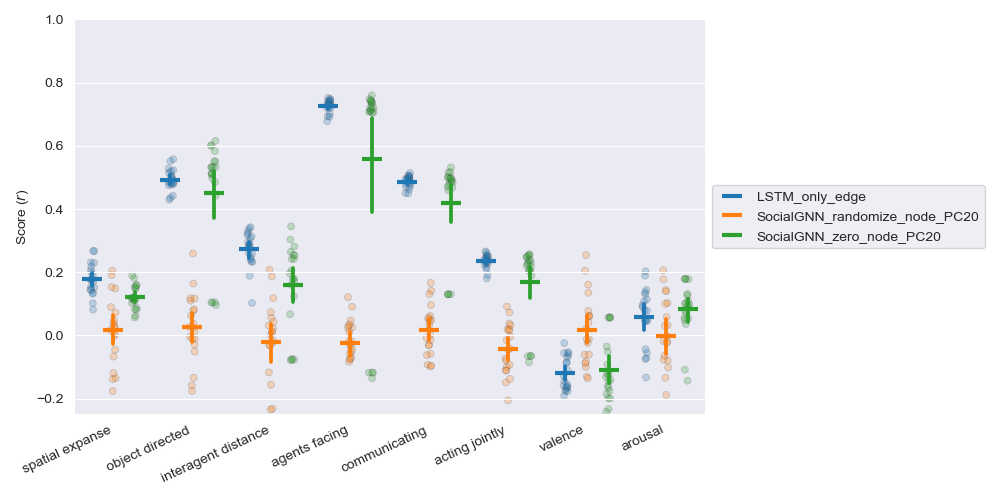 1.0
0.8
0.6
0.4
0.2
0.0
−0.2
Score (r)
spatial expanse
object directed
interagent distance
agents facing
communicating
acting jointly
valence
arousal
LSTM_only_edge
SocialGNN_randomize_node_PC20
SocialGNN_zero_node_PC20